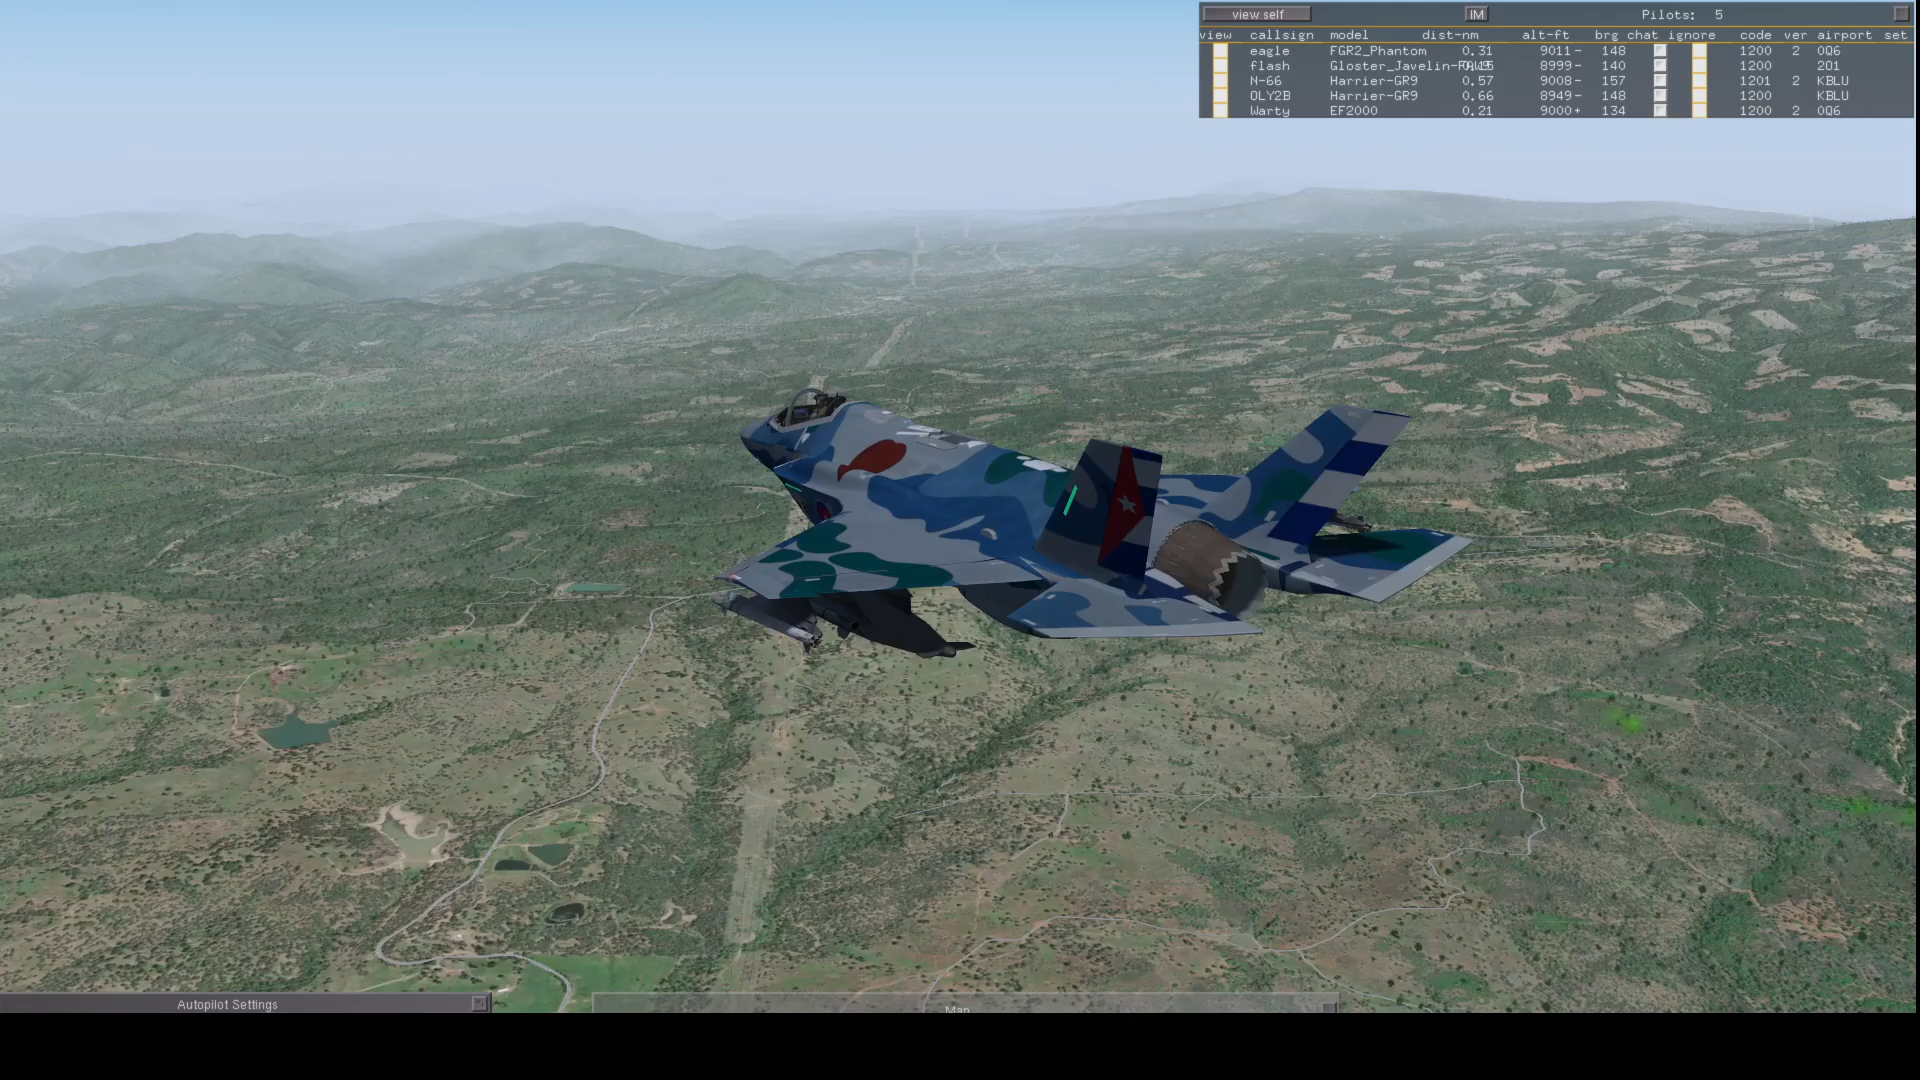 view self IM Pilots: 5
view callsign model dist-nm alt-ft brg chat ignore code ver airport set
eagle FGR2_Phantom 0.31 9011- 148 1200 2 0Q6
flash Gloster_Javelin- 8999- 140 1200 2O1
N-66 Harrier-GR9 0.57 9008- 157 1201 2 KBLU
OLY2B Harrier-GR9 0.66 8949- 148 1200 KBLU
Warty EF2000 0.21 9000+ 134 1200 2 0Q6
Autopilot Settings
Map